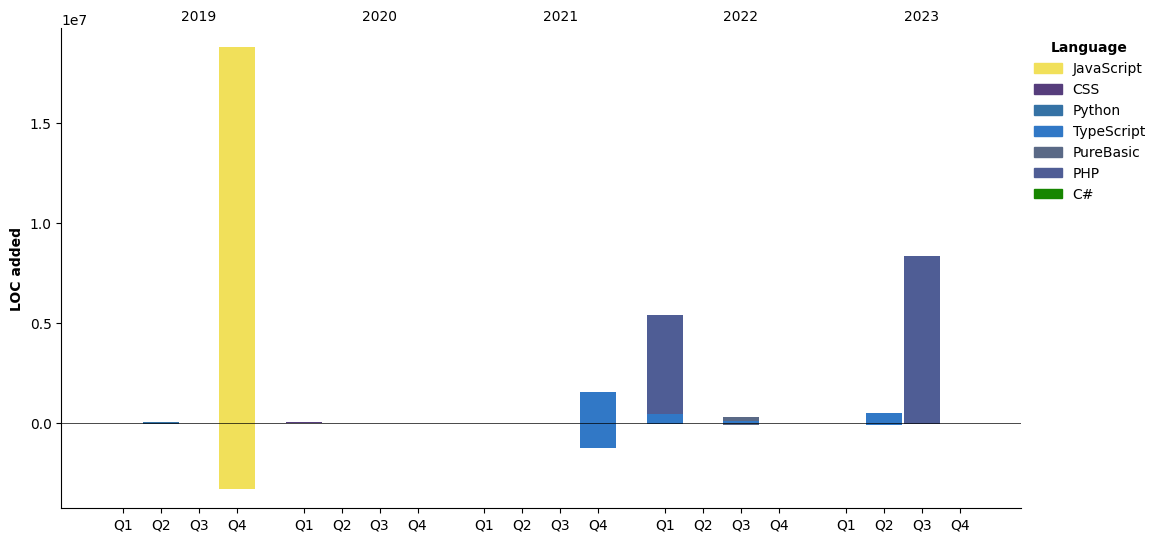 2019 2020 2021 2022 2023
1e7
Language
JavaScript
CSS
Python
TypeScript
PureBasic
PHP
C#
LOC added
1.5
1.0
0.5
0.0
Q1 Q2 Q3 Q4 Q1 Q2 Q3 Q4 Q1 Q2 Q3 Q4 Q1 Q2 Q3 Q4 Q1 Q2 Q3 Q4